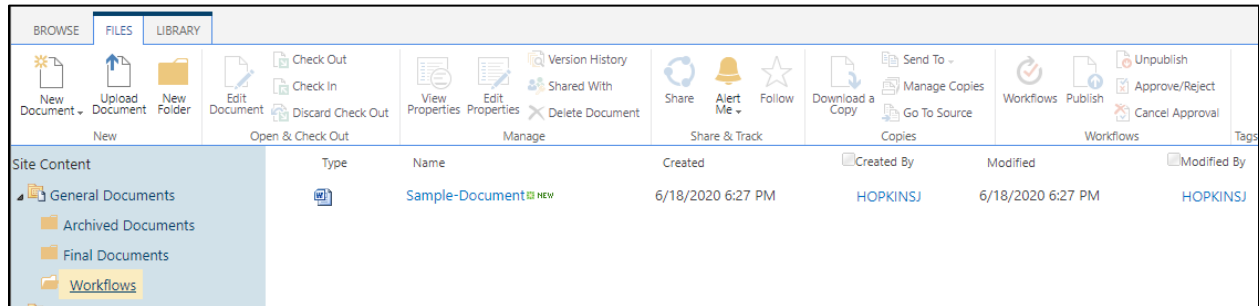 BROWSE FILES LIBRARY
New Document Upload Document New Folder
New
Edit Document Check Out
Check In
Discard Check Out
Open & Check Out
View Properties Edit Properties Version History
Shared With
Delete Document
Manage
Share Alert Me Follow
Share & Track
Download a Copy Send To
Manage Copies
Go To Source
Copies
Workflows Publish Unpublish
Approve/Reject
Cancel Approval
Workflows
Tags
Site Content
General Documents
Archived Documents
Final Documents
Workflows
Type Name Created Created By Modified Modified By
Sample-Document NEW 6/18/2020 6:27 PM HOPKINSJ 6/18/2020 6:27 PM HOPKINSJ